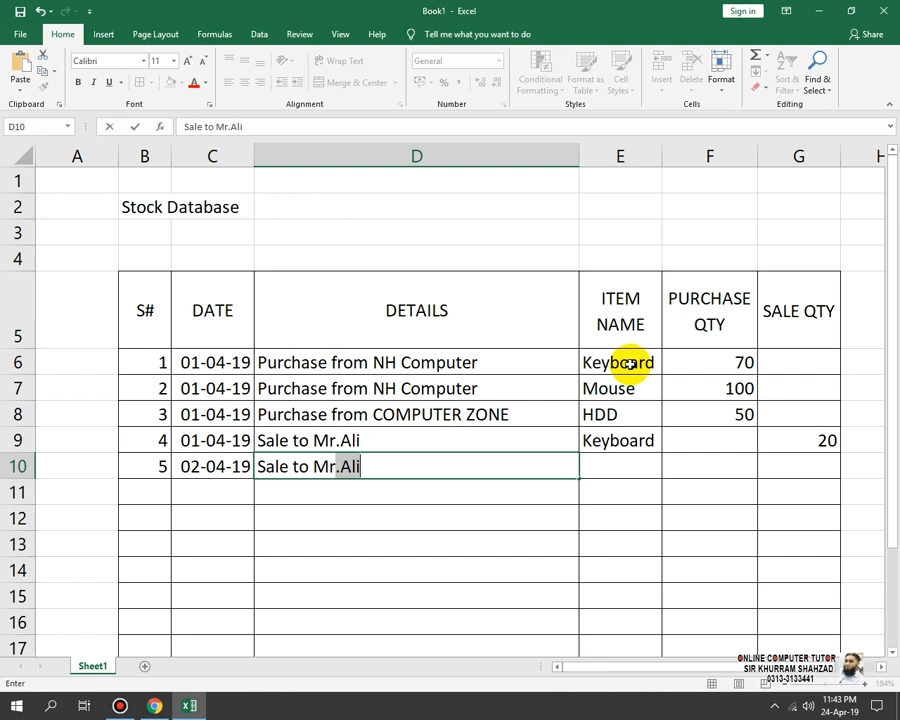 Book1 - Excel
Sign in
File Home Insert Page Layout Formulas Data Review View Help Tell me what you want to do Share
Paste
Calibri 11
B I U
A
Wrap Text
Merge & Center
General
%
Conditional Formatting
Format as Table
Cell Styles
Insert Delete Format
Sort & Filter
Find & Select
Clipboard Font Alignment Number Styles Cells Editing
D10 fx Sale to Mr.Ali
A B C D E F G H
1
2 Stock Database
3
4
5 S# DATE DETAILS ITEM NAME PURCHASE QTY SALE QTY
6 1 01-04-19 Purchase from NH Computer Keyboard 70
7 2 01-04-19 Purchase from NH Computer Mouse 100
8 3 01-04-19 Purchase from COMPUTER ZONE HDD 50
9 4 01-04-19 Sale to Mr.Ali Keyboard 20
10 5 02-04-19 Sale to Mr.Ali
11
12
13
14
15
16
17
Sheet1
ONLINE COMPUTER TUTOR
SIR KHURRAM SHAHZAD
0313-3133441
Enter
184%
11:43 PM
24-Apr-19